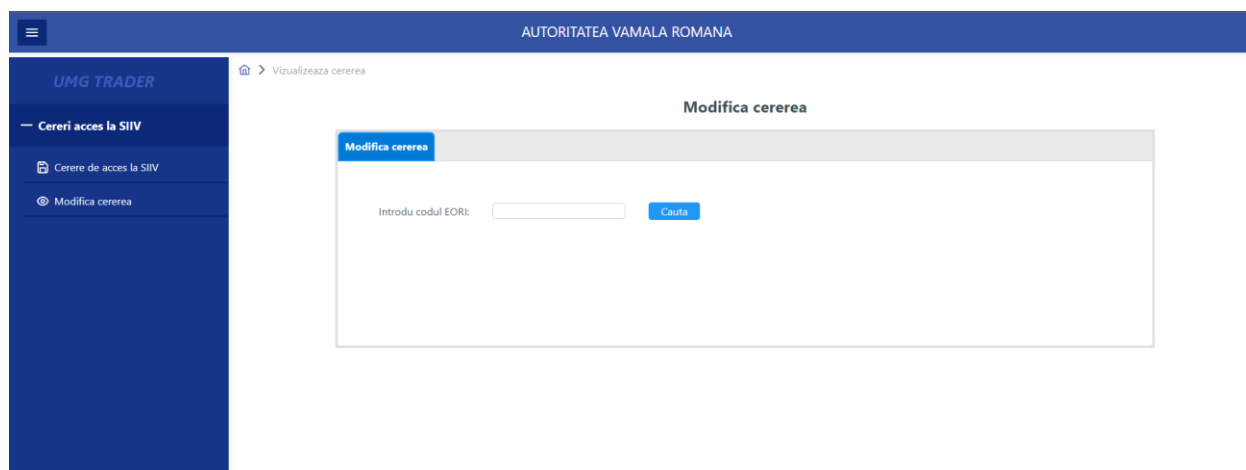 AUTORITATEA VAMALA ROMANA
UMG TRADER
Cereri acces la SIIV
Cerere de acces la SIIV
Modifica cererea
Vizualizeaza cererea
Modifica cererea
Modifica cererea
Introdu codul EORI:
Cauta